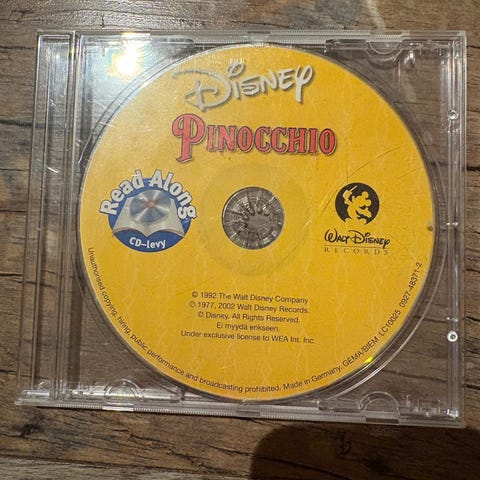 Disney
PINOCCHIO
Read Along
CD-levy
WALT DISNEY
RECORDS
© 1992 The Walt Disney Company
℗ 1977, 2002 Walt Disney Records.
© Disney, All Rights Reserved.
Ei myydä erikseen.
Under exclusive license to WEA Int. Inc.
Unauthorised copying, hiring, public performance and broadcasting prohibited. Made in Germany. GEMA/BIEM LC10025 0927-48371-2